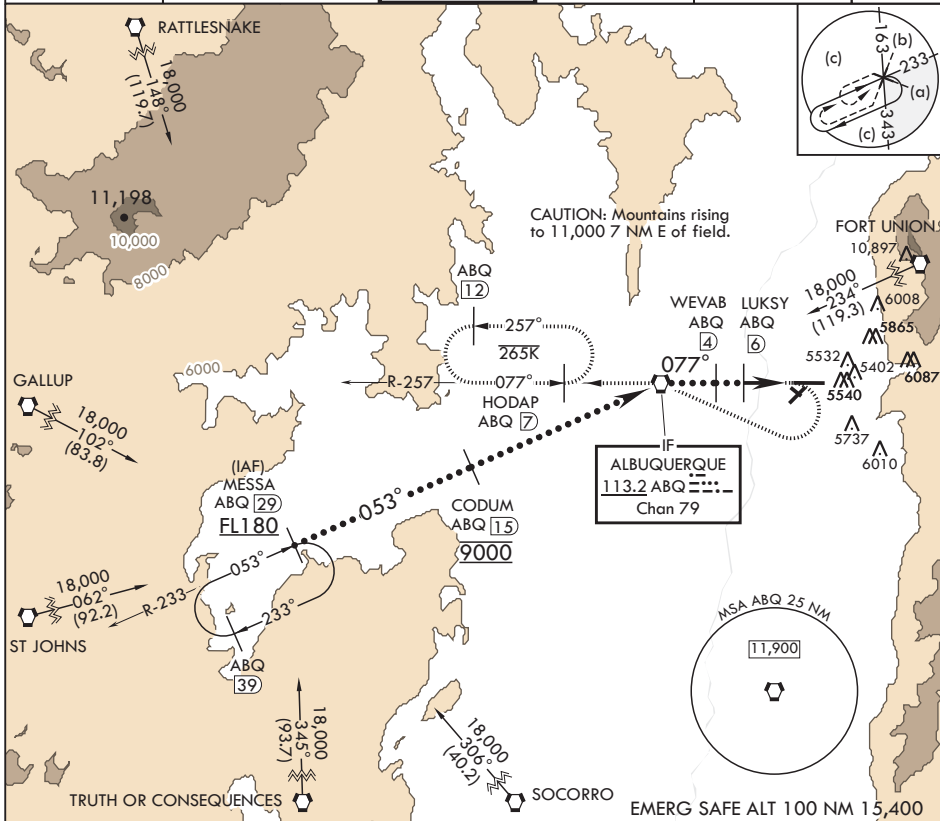 RATTLESNAKE
18,000
148°
(119.7)
163
(b)
(c)
233
(a)
(c)
343
11,198
10,000
8000
CAUTION: Mountains rising
to 11,000 7 NM E of field.
FORT UNION
10,897
18,000
234°
(119.3)
6008
5865
5532
5402
6087
5540
5737
6010
ABQ
12
257°
265K
077°
R-257
HODAP
ABQ 7
WEVAB
ABQ
4
LUKSY
ABQ
6
077°
6000
GALLUP
18,000
102°
(83.8)
(IAF)
MESSA
ABQ 29
FL180
053°
CODUM
ABQ 15
9000
IF
ALBUQUERQUE
113.2 ABQ
Chan 79
18,000
062°
(92.2)
ST JOHNS
R-233
053°
233°
ABQ
39
MSA ABQ 25 NM
11,900
18,000
345°
(93.7)
TRUTH OR CONSEQUENCES
18,000
306°
(40.2)
SOCORRO
EMERG SAFE ALT 100 NM 15,400